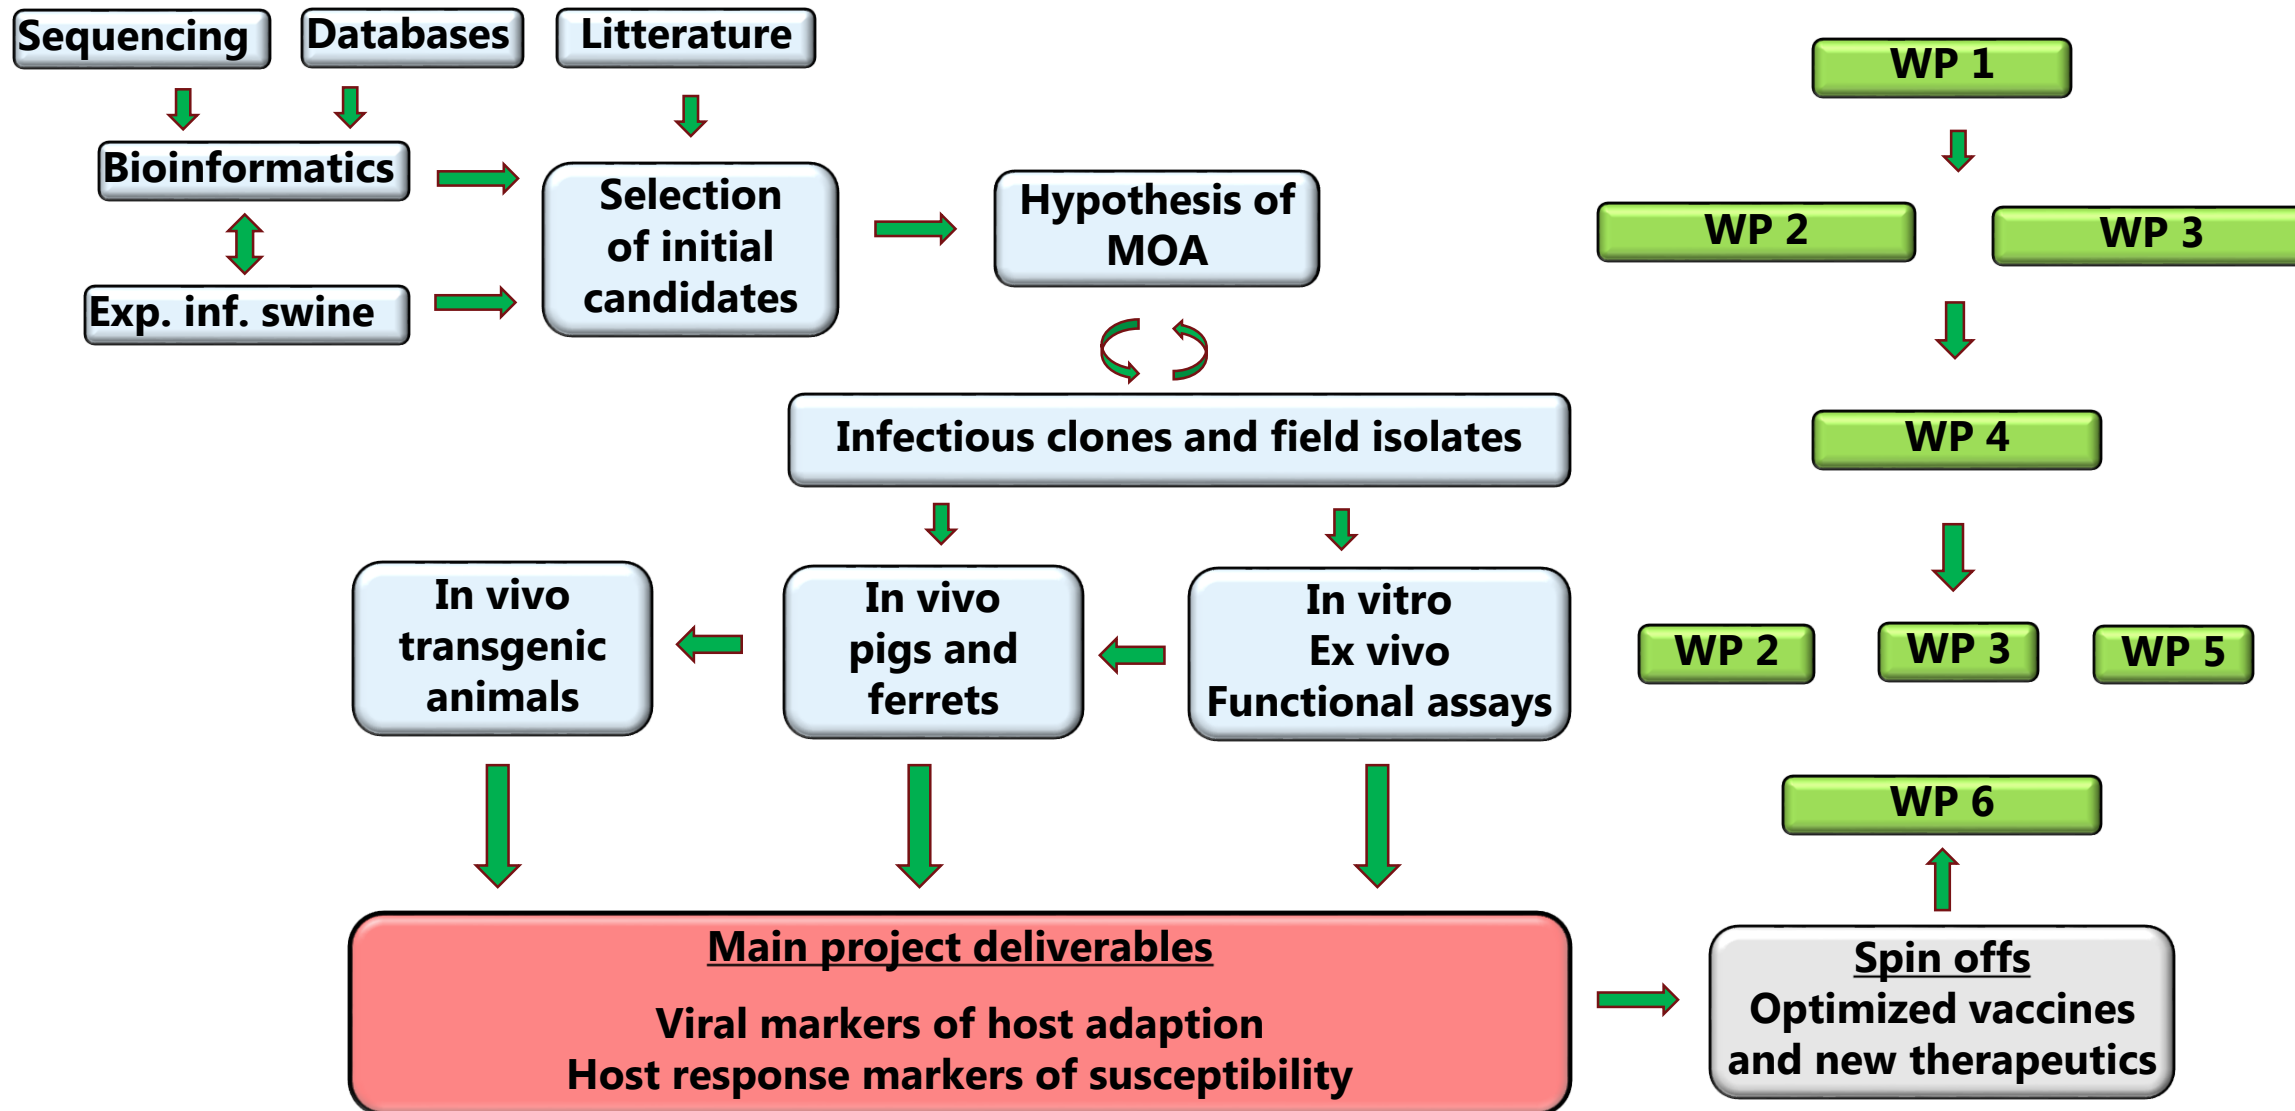 Sequencing
Databases
Litterature
WP 1
Bioinformatics
Selection
of initial
candidates
Hypothesis of
MOA
WP 2
WP 3
Exp. inf. swine
Infectious clones and field isolates
WP 4
In vivo
transgenic
animals
In vivo
pigs and
ferrets
In vitro
Ex vivo
Functional assays
WP 2
WP 3
WP 5
WP 6
Main project deliverables
Viral markers of host adaption
Host response markers of susceptibility
Spin offs
Optimized vaccines
and new therapeutics